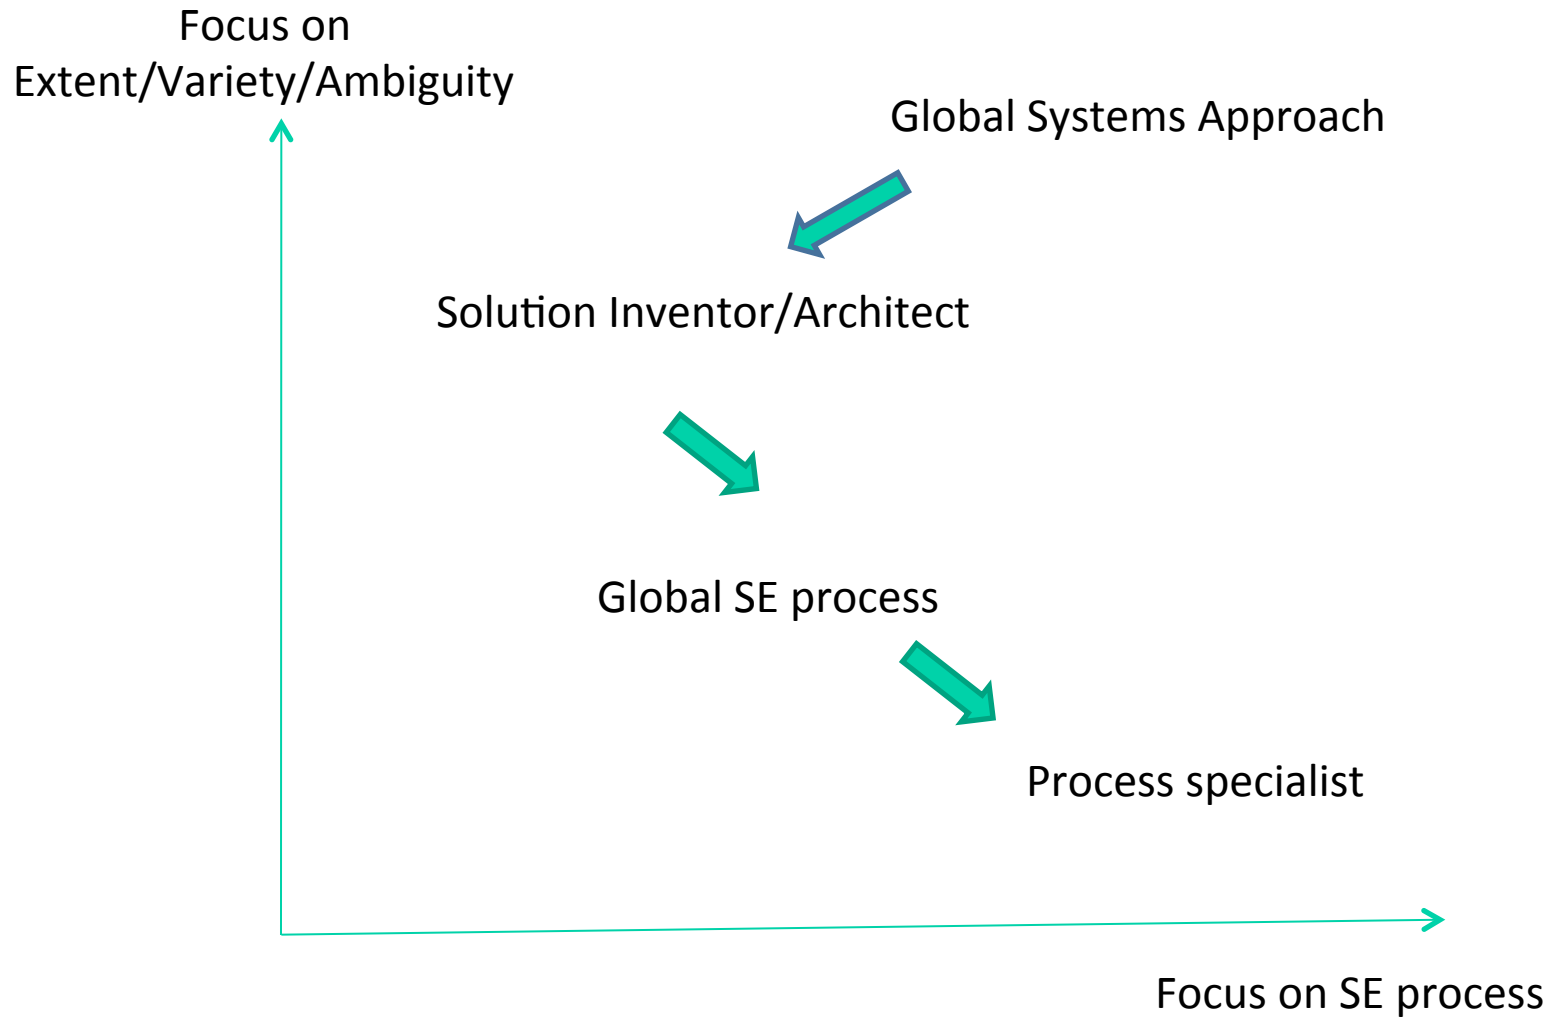 Focus on
Extent/Variety/Ambiguity
Global Systems Approach
Solution Inventor/Architect
Global SE process
Process specialist
Focus on SE process